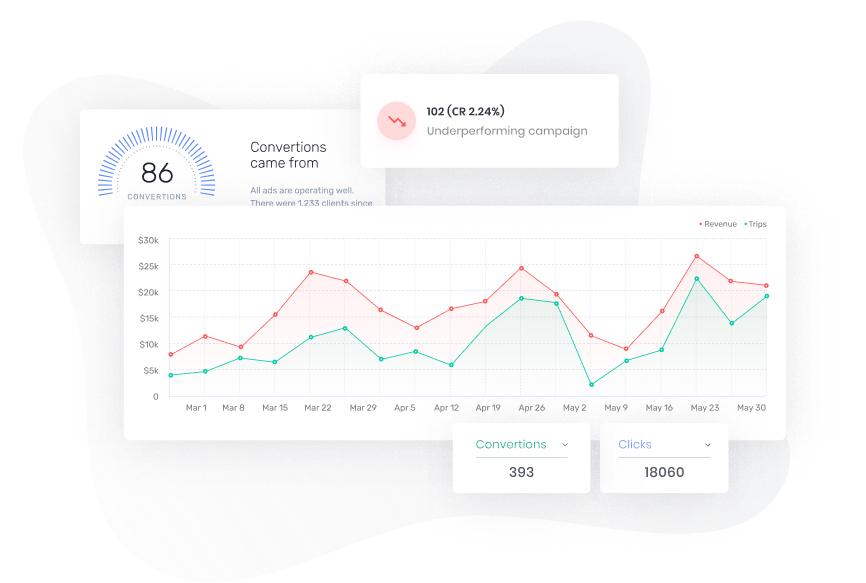 102 (CR 2.24%)
Underperforming campaign
86
CONVERTIONS
Convertions
came from
All ads are operating well.
There were 1,233 clients since
Revenue
Trips
$30k
$25k
$20k
$15k
$10k
$5k
0
Mar 1
Mar 8
Mar 15
Mar 22
Mar 29
Apr 5
Apr 12
Apr 19
Apr 26
May 2
May 9
May 16
May 23
May 30
Convertions
393
Clicks
18060